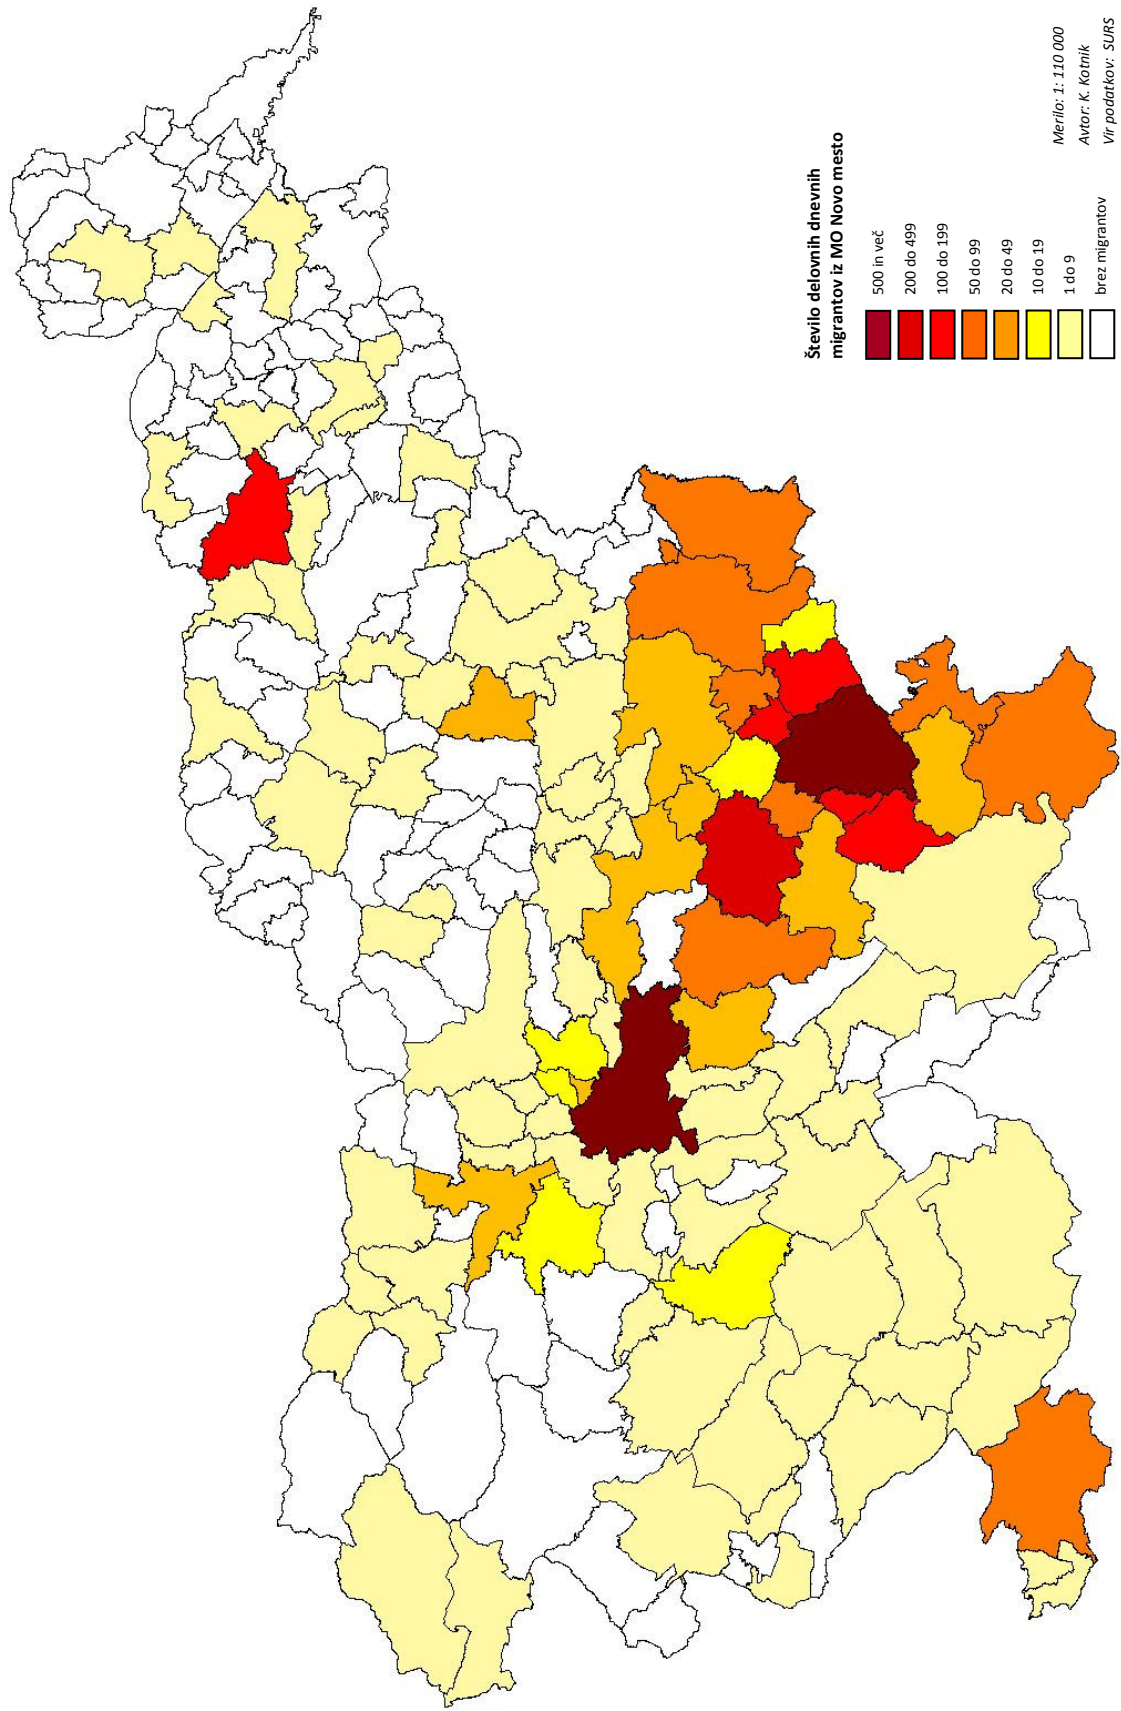 Število delovnih dnevnih
migrantov iz MO Novo mesto
500 in več
200 do 499
100 do 199
50 do 99
20 do 49
10 do 19
1 do 9
brez migrantov
Merilo: 1: 110 000
Avtor: K. Kotnik
Vir podatkov: SURS